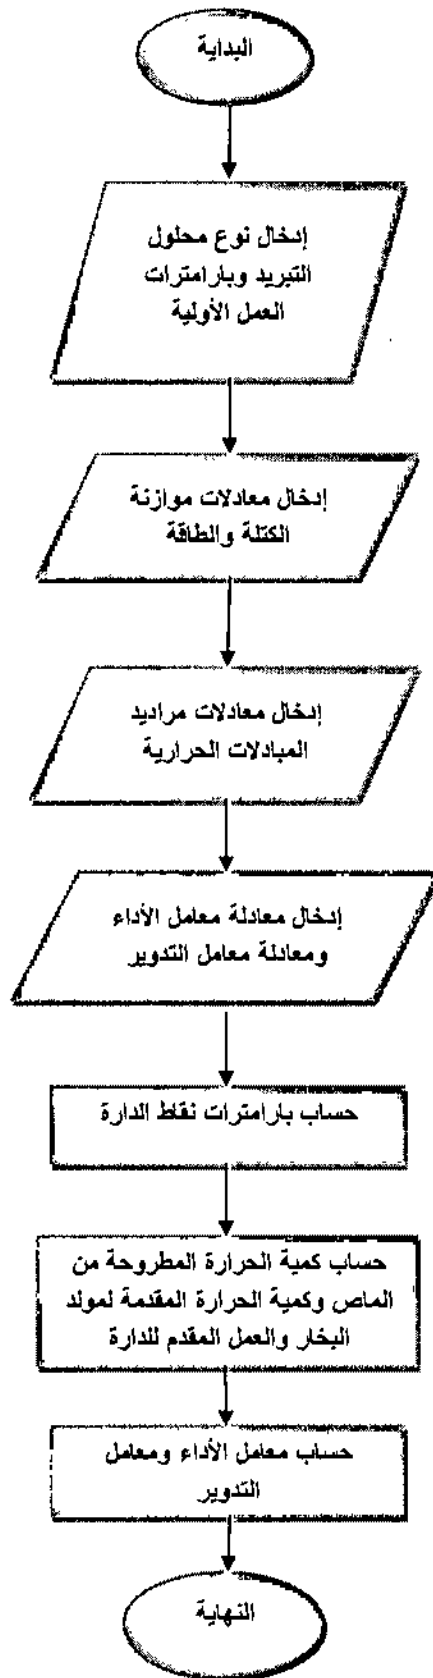 البداية
إدخال نوع محلول
التبريد وبارامترات
العمل الأولية
إدخال معادلات موازنة
الكتلة والطاقة
إدخال معادلات مراديد
المبادلات الحرارية
إدخال معادلة معامل الأداء
ومعادلة معامل التدوير
حساب بارامترات نقاط الدارة
حساب كمية الحرارة المطروحة من
الماص وكمية الحرارة المقدمة لمولد
البخار والعمل المقدم للدارة
حساب معامل الأداء ومعامل
التدوير
النهاية